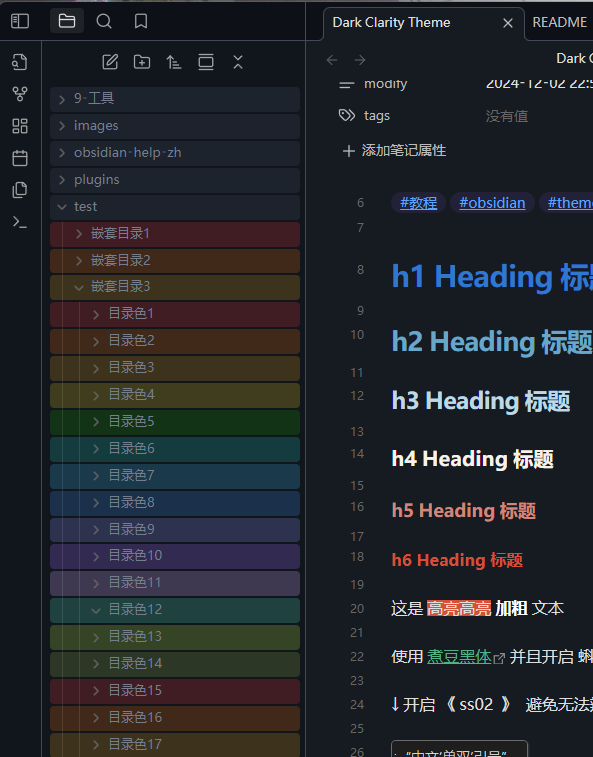 Dark Clarity Theme
README
9-工具
images
obsidian-help-zh
plugins
test
嵌套目录1
嵌套目录2
嵌套目录3
目录色1
目录色2
目录色3
目录色4
目录色5
目录色6
目录色7
目录色8
目录色9
目录色10
目录色11
目录色12
目录色13
目录色14
目录色15
目录色16
目录色17
Dark
modify 2024-12-02 22:5
tags 没有值
添加笔记属性
6 #教程 #obsidian #theme
7
8 h1 Heading 标题
9
10 h2 Heading 标题
11
12 h3 Heading 标题
13
14 h4 Heading 标题
15
16 h5 Heading 标题
17
18 h6 Heading 标题
19
20 这是 高亮高亮 加粗 文本
21
22 使用 煮豆黑体 并且开启
23
24 ↓开启 《 ss02 》 避免无法
25
26 “中文‘单双’引号”